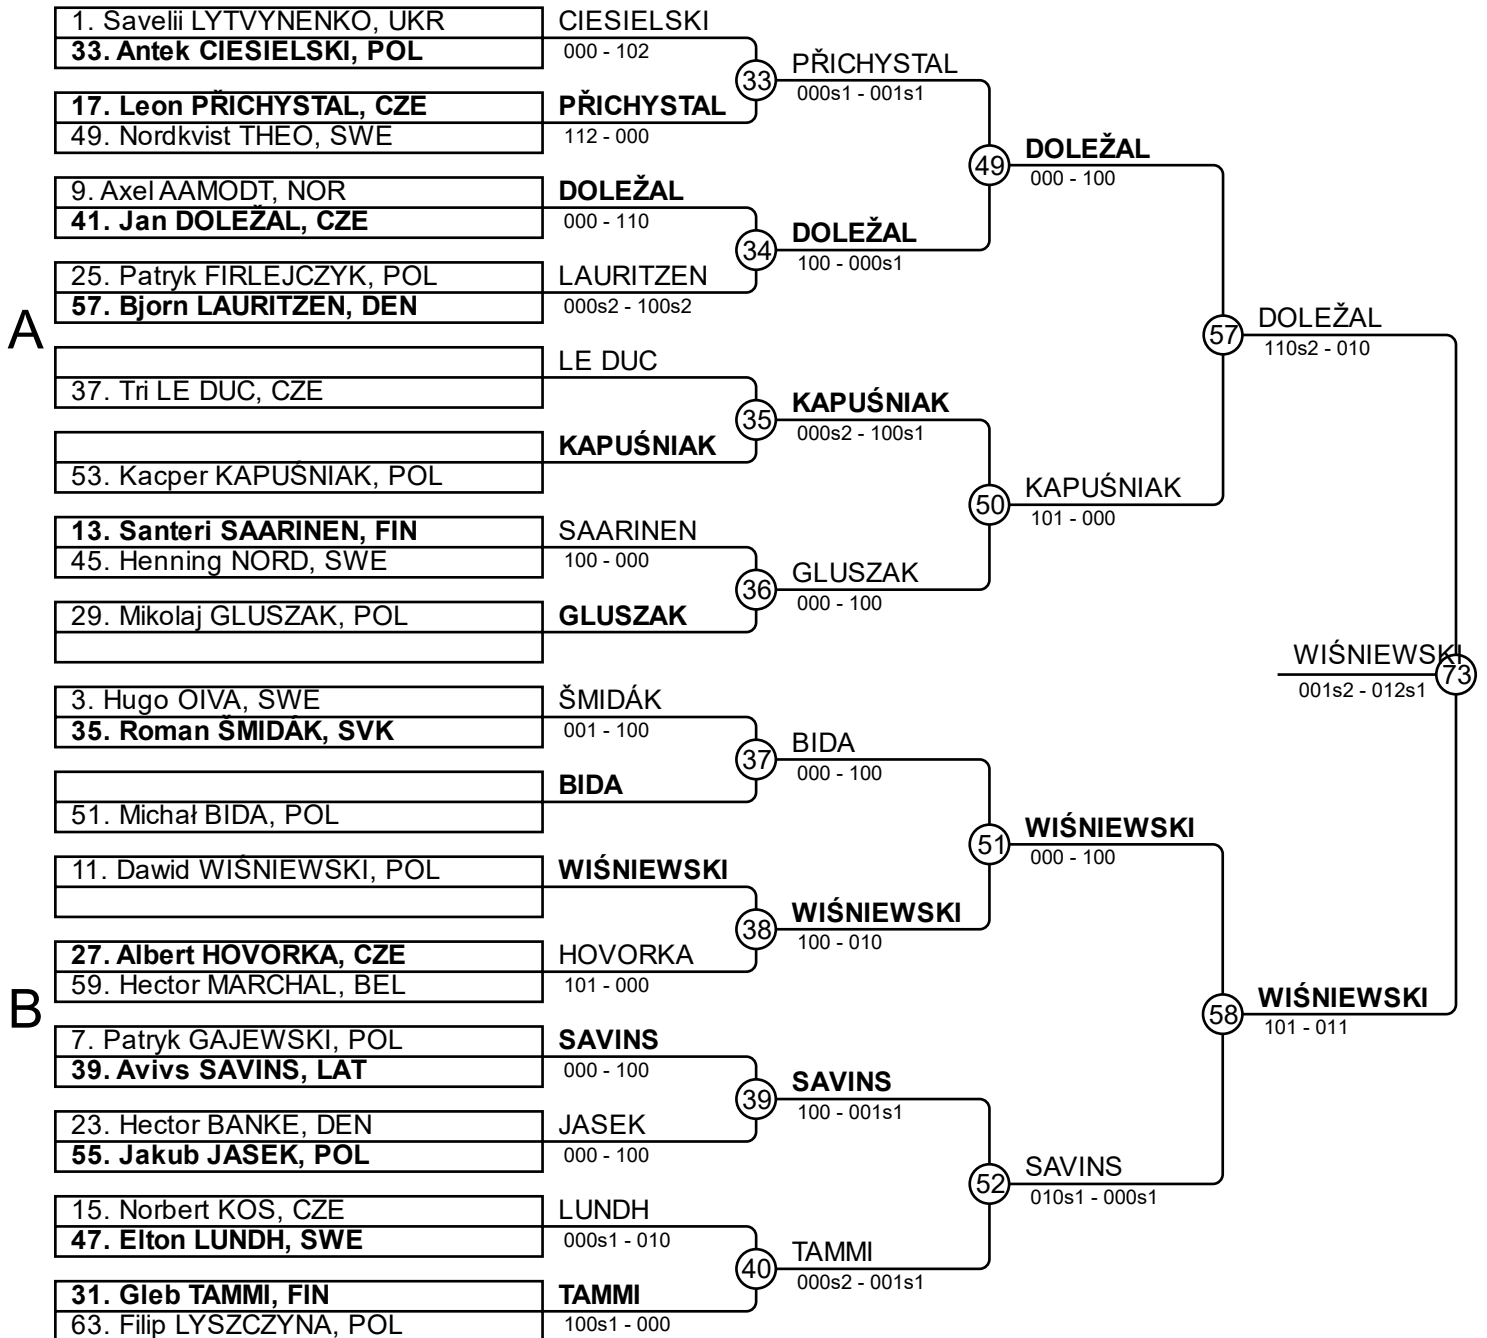 1. Savelii LYTVYNENKO, UKR
33. Antek CIESIELSKI, POL
CIESIELSKI
000 - 102
17. Leon PŘICHYSTAL, CZE
49. Nordkvist THEO, SWE
PŘICHYSTAL
112 - 000
33
PŘICHYSTAL
000s1 - 001s1
9. Axel AAMODT, NOR
41. Jan DOLEŽAL, CZE
DOLEŽAL
000 - 110
25. Patryk FIRLEJCZYK, POL
57. Bjorn LAURITZEN, DEN
LAURITZEN
000s2 - 100s2
34
DOLEŽAL
100 - 000s1
49
DOLEŽAL
000 - 100
A
37. Tri LE DUC, CZE
LE DUC
53. Kacper KAPUŚNIAK, POL
KAPUŚNIAK
35
KAPUŚNIAK
000s2 - 100s1
13. Santeri SAARINEN, FIN
45. Henning NORD, SWE
SAARINEN
100 - 000
29. Mikolaj GLUSZAK, POL
GLUSZAK
36
GLUSZAK
000 - 100
50
KAPUŚNIAK
101 - 000
57
DOLEŽAL
110s2 - 010
3. Hugo OIVA, SWE
35. Roman ŠMIDÁK, SVK
ŠMIDÁK
001 - 100
51. Michał BIDA, POL
BIDA
37
BIDA
000 - 100
11. Dawid WIŚNIEWSKI, POL
WIŚNIEWSKI
27. Albert HOVORKA, CZE
59. Hector MARCHAL, BEL
HOVORKA
101 - 000
38
WIŚNIEWSKI
100 - 010
51
WIŚNIEWSKI
000 - 100
B
7. Patryk GAJEWSKI, POL
39. Avivs SAVINS, LAT
SAVINS
000 - 100
23. Hector BANKE, DEN
55. Jakub JASEK, POL
JASEK
000 - 100
39
SAVINS
100 - 001s1
15. Norbert KOS, CZE
47. Elton LUNDH, SWE
LUNDH
000s1 - 010
31. Gleb TAMMI, FIN
63. Filip LYSZCZYNA, POL
TAMMI
100s1 - 000
40
TAMMI
000s2 - 001s1
52
SAVINS
010s1 - 000s1
58
WIŚNIEWSKI
101 - 011
WIŚNIEWSKI
001s2 - 012s1
73